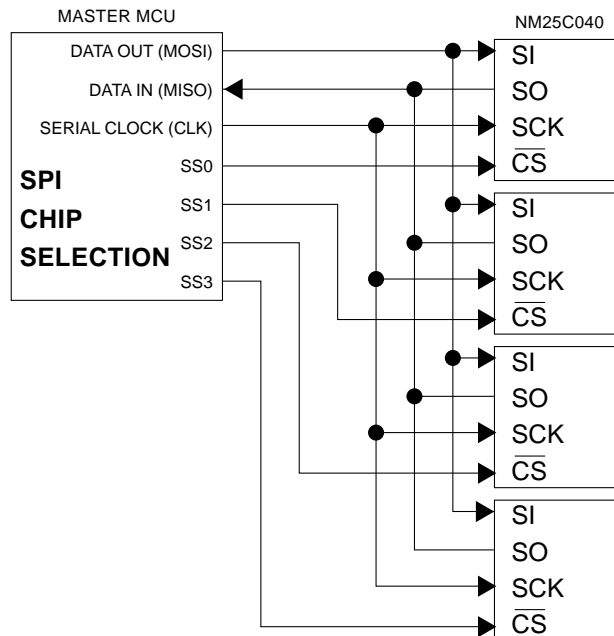 MASTER MCU
DATA OUT (MOSI)
DATA IN (MISO)
SERIAL CLOCK (CLK)
SS0
SS1
SS2
SS3
SPI
CHIP
SELECTION
NM25C040
SI
SO
SCK
CS
SI
SO
SCK
CS
SI
SO
SCK
CS
SI
SO
SCK
CS